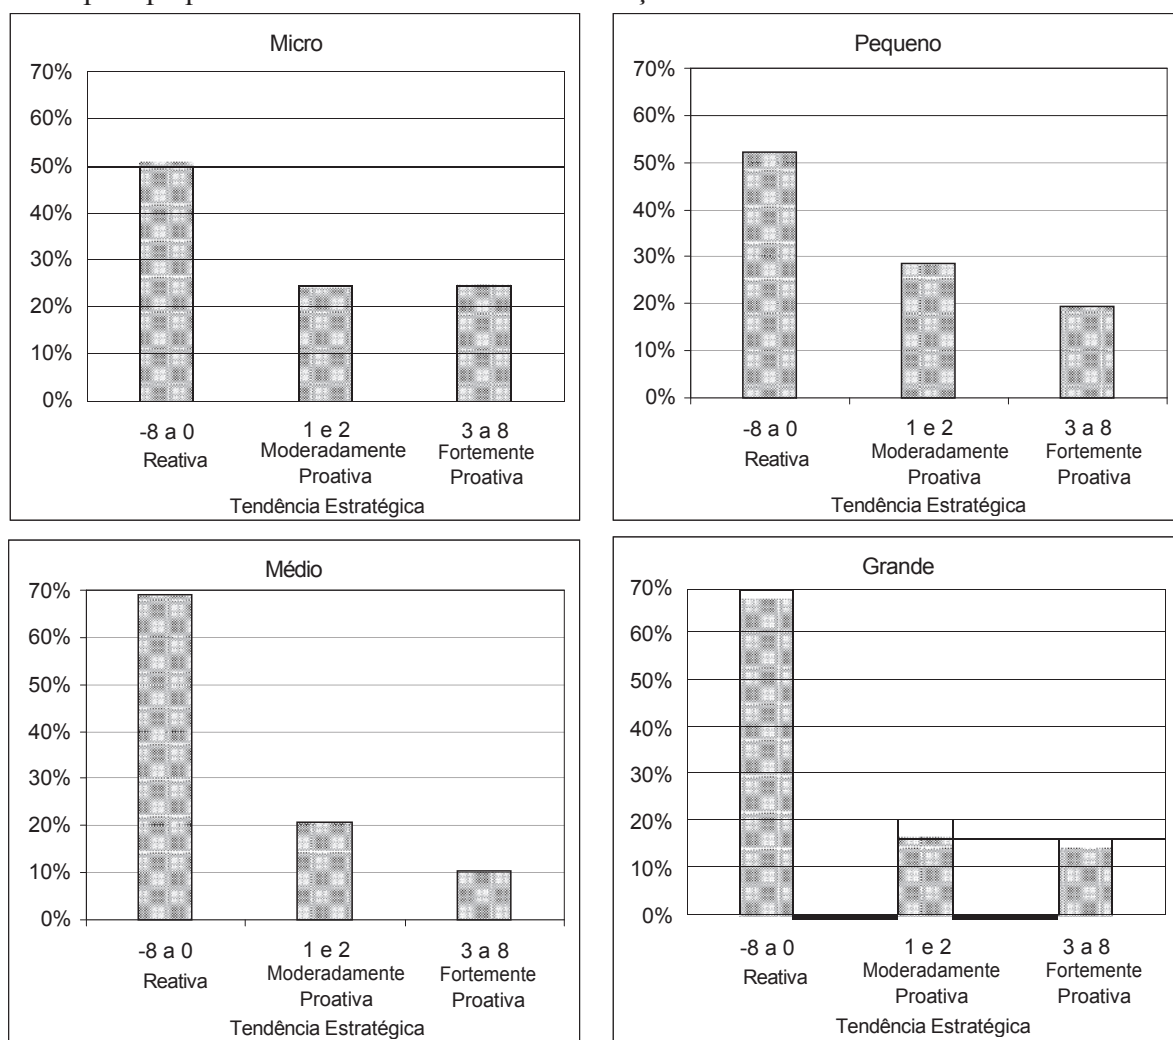 Micro
70%
60%
50%
40%
30%
20%
10%
0%
-8 a 0
1 e 2
3 a 8
Reativa
Moderadamente
Proativa
Fortemente
Proativa
Tendência Estratégica
Pequeno
70%
60%
50%
40%
30%
20%
10%
0%
-8 a 0
1 e 2
3 a 8
Reativa
Moderadamente
Proativa
Fortemente
Proativa
Tendência Estratégica
Médio
70%
60%
50%
40%
30%
20%
10%
0%
-8 a 0
1 e 2
3 a 8
Reativa
Moderadamente
Proativa
Fortemente
Proativa
Tendência Estratégica
Grande
70%
60%
50%
40%
30%
20%
10%
0%
-8 a 0
1 e 2
3 a 8
Reativa
Moderadamente
Proativa
Fortemente
Proativa
Tendência Estratégica